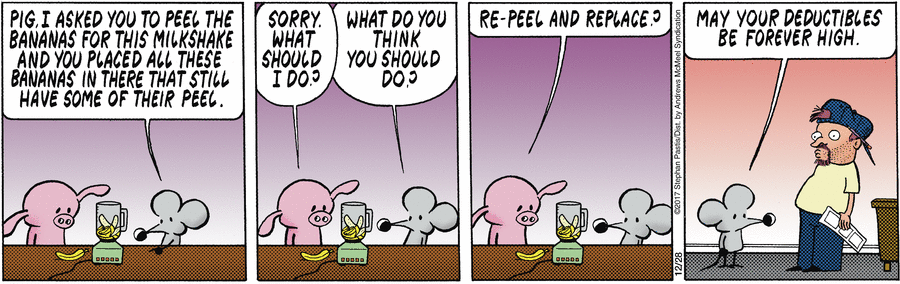 PIG, I ASKED YOU TO PEEL THE
BANANAS FOR THIS MILKSHAKE
AND YOU PLACED ALL THESE
BANANAS IN THERE THAT STILL
HAVE SOME OF THEIR PEEL.
SORRY.
WHAT
SHOULD
I DO?
WHAT DO YOU
THINK
YOU SHOULD
DO?
RE-PEEL AND REPLACE?
©2017 Stephan Pastis/Dist. by Andrews McMeel Syndication
12/28
MAY YOUR DEDUCTIBLES
BE FOREVER HIGH.